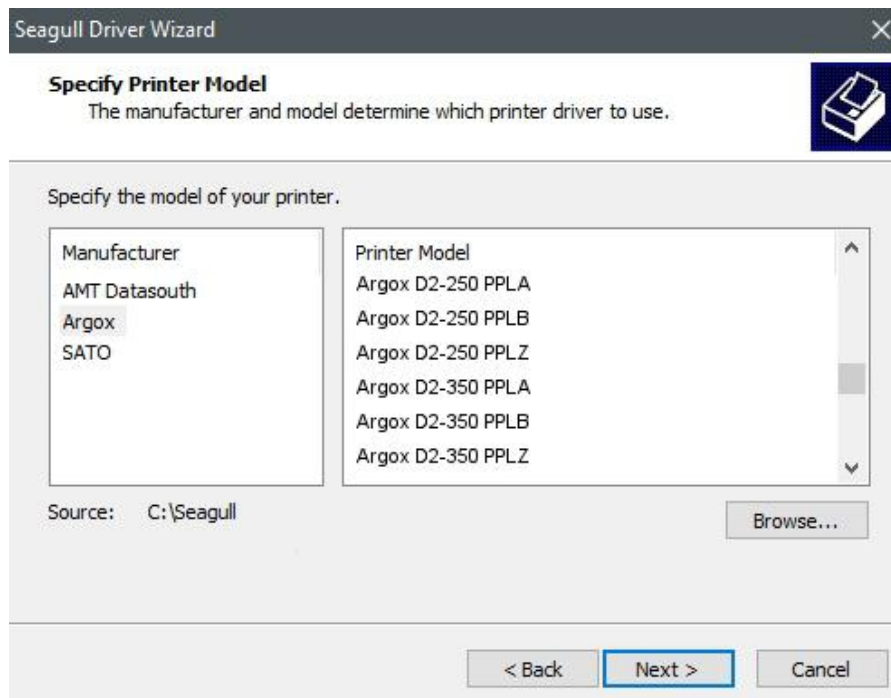 Seagull Driver Wizard
Specify Printer Model
The manufacturer and model determine which printer driver to use.
Specify the model of your printer.
Manufacturer
AMT Datasouth
Argox
SATO
Printer Model
Argox D2-250 PPLA
Argox D2-250 PPLB
Argox D2-250 PPLZ
Argox D2-350 PPLA
Argox D2-350 PPLB
Argox D2-350 PPLZ
Source: C:\Seagull
Browse...
< Back Next > Cancel